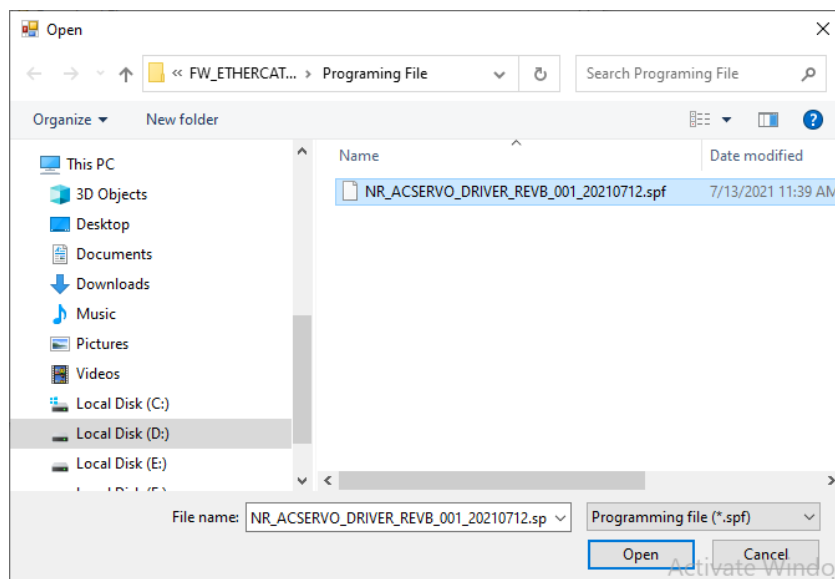 Open
« FW_ETHERCAT... › Programing File
Search Programing File
Organize
New folder
This PC
3D Objects
Desktop
Documents
Downloads
Music
Pictures
Videos
Local Disk (C:)
Local Disk (D:)
Local Disk (E:)
Name
Date modified
NR_ACSERVO_DRIVER_REVB_001_20210712.spf
7/13/2021 11:39 AM
File name:
NR_ACSERVO_DRIVER_REVB_001_20210712.sp
Programming file (*.spf)
Open
Cancel
Activate Windo